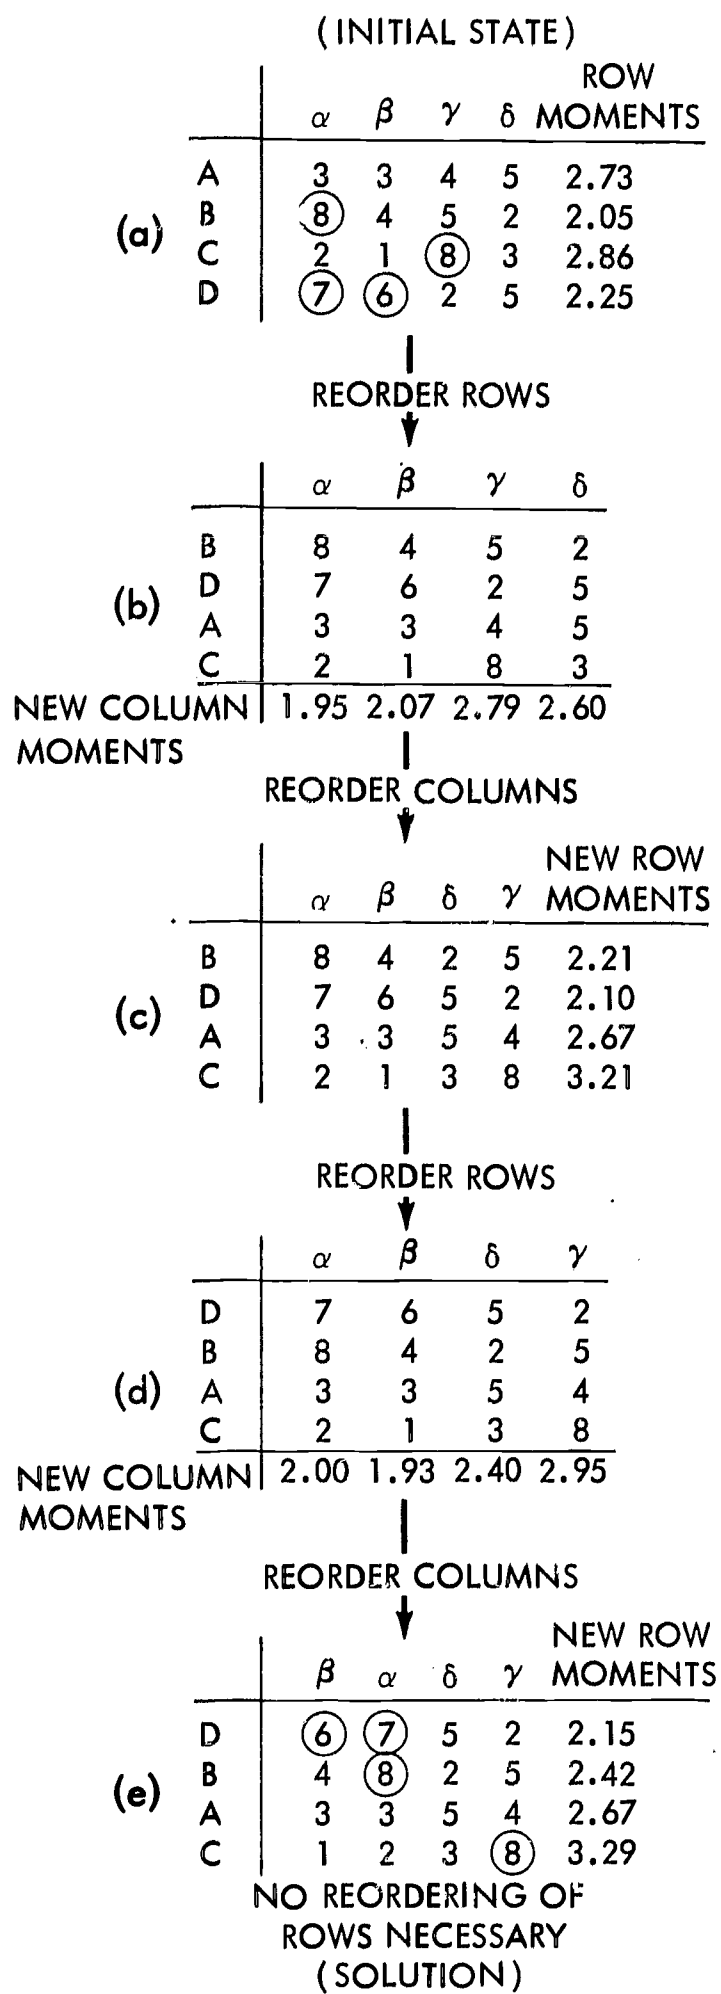 (INITIAL STATE)
ROW
α β γ δ MOMENTS
A 3 3 4 5 2.73
B 8 4 5 2 2.05
(a)
C 2 1 8 3 2.86
D 7 6 2 5 2.25
REORDER ROWS
α β γ δ
B 8 4 5 2
D 7 6 2 5
(b)
A 3 3 4 5
C 2 1 8 3
NEW COLUMN 1.95 2.07 2.79 2.60
MOMENTS
REORDER COLUMNS
NEW ROW
α β δ γ MOMENTS
B 8 4 2 5 2.21
D 7 6 5 2 2.10
(c)
A 3 3 5 4 2.67
C 2 1 3 8 3.21
REORDER ROWS
α β δ γ
D 7 6 5 2
B 8 4 2 5
(d)
A 3 3 5 4
C 2 1 3 8
NEW COLUMN 2.00 1.93 2.40 2.95
MOMENTS
REORDER COLUMNS
NEW ROW
β α δ γ MOMENTS
D 6 7 5 2 2.15
B 4 8 2 5 2.42
(e)
A 3 3 5 4 2.67
C 1 2 3 8 3.29
NO REORDERING OF
ROWS NECESSARY
(SOLUTION)